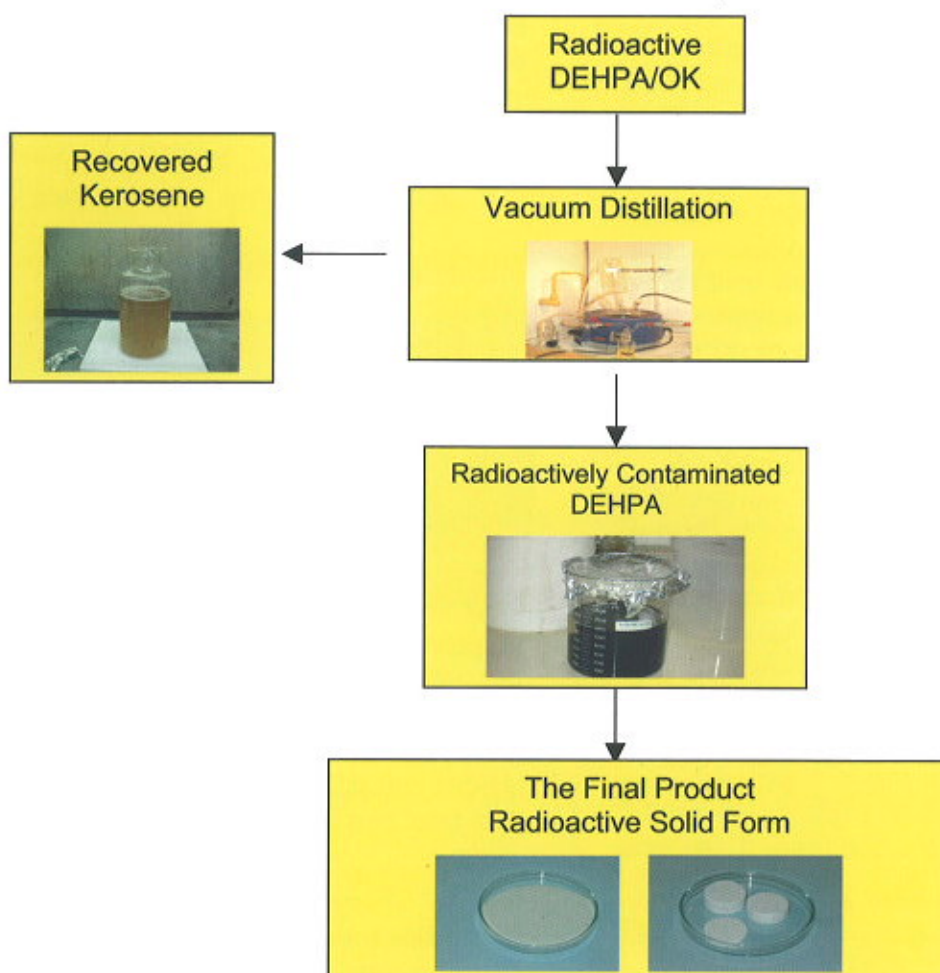 Radioactive
DEHPA/OK
Recovered
Kerosene
Vacuum Distillation
Radioactively Contaminated
DEHPA
The Final Product
Radioactive Solid Form